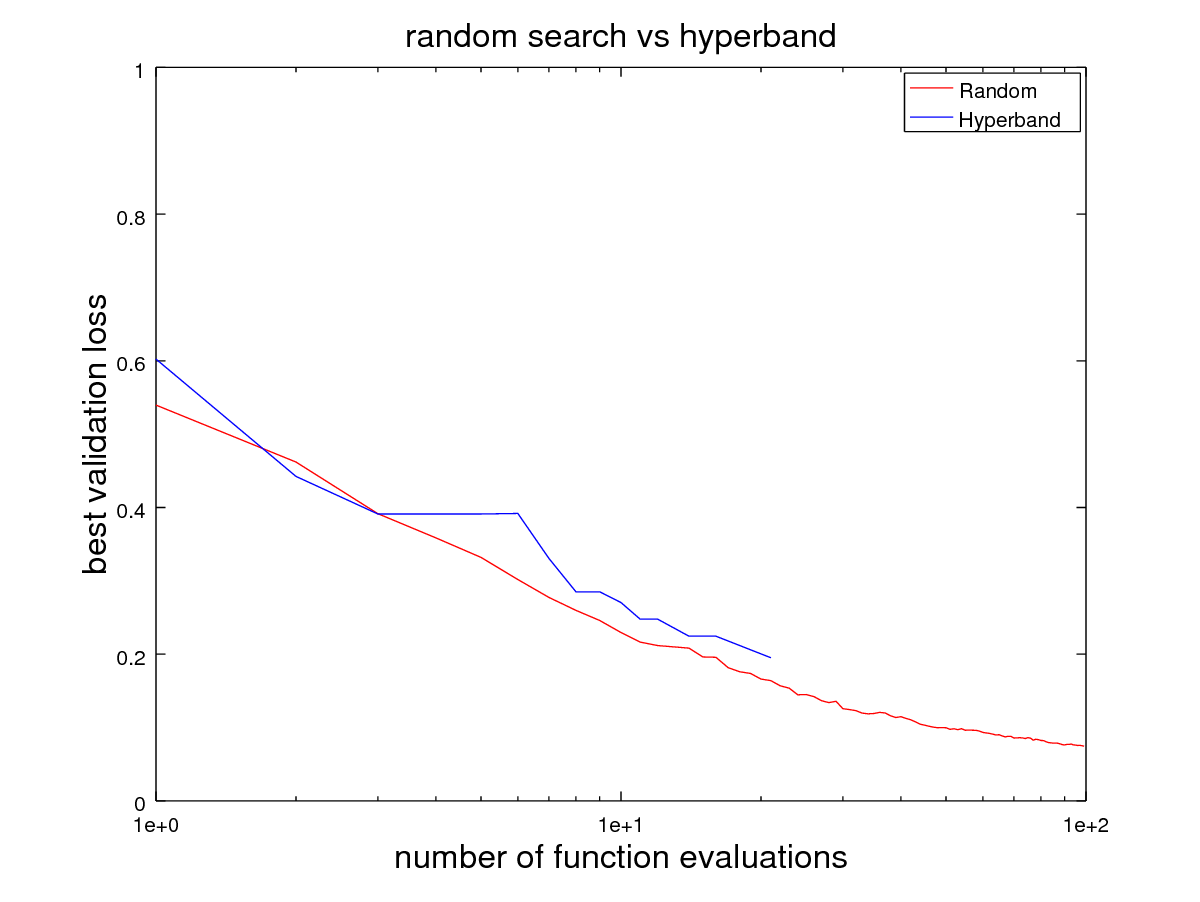 random search vs hyperband
1
Random
Hyperband
0.8
0.6
0.4
0.2
0
best validation loss
1e+0
1e+1
1e+2
number of function evaluations